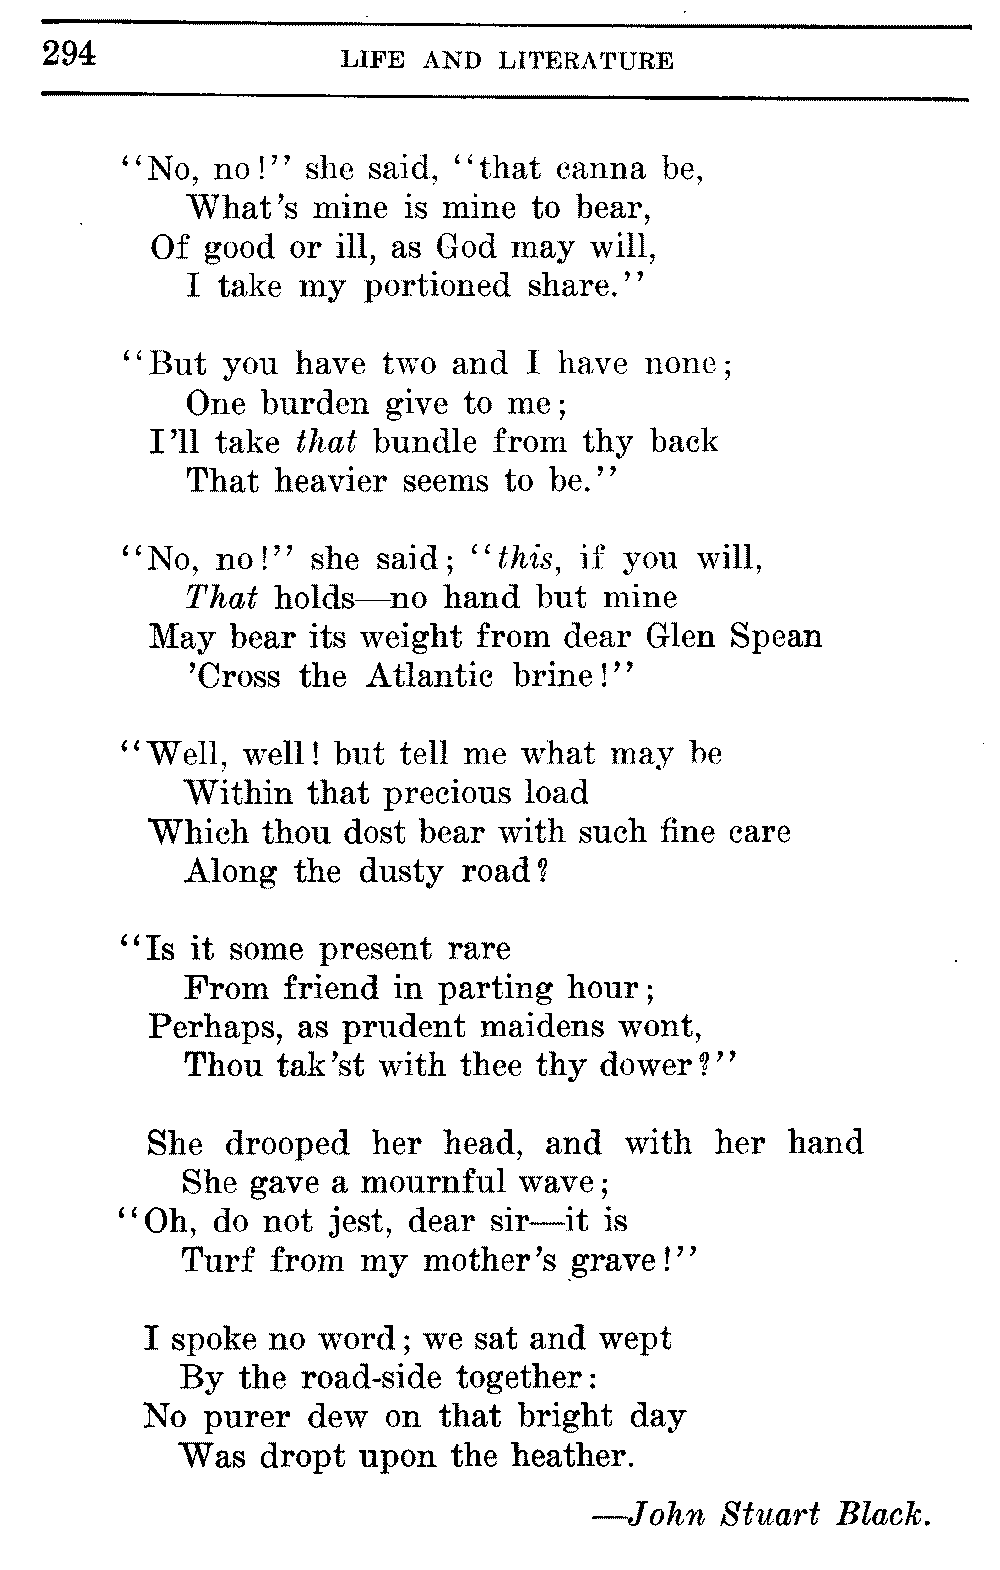 294
LIFE AND LITERATURE
“No, no!” she said, “that canna be,
What’s mine is mine to bear,
Of good or ill, as God may will,
I take my portioned share.”
“But you have two and I have none;
One burden give to me;
I’ll take that bundle from thy back
That heavier seems to be.”
“No, no!” she said; “this, if you will,
That holds—no hand but mine
May bear its weight from dear Glen Spean
’Cross the Atlantic brine!”
“Well, well! but tell me what may be
Within that precious load
Which thou dost bear with such fine care
Along the dusty road?
“Is it some present rare
From friend in parting hour;
Perhaps, as prudent maidens wont,
Thou tak’st with thee thy dower?”
She drooped her head, and with her hand
She gave a mournful wave;
“Oh, do not jest, dear sir—it is
Turf from my mother’s grave!”
I spoke no word; we sat and wept
By the road-side together:
No purer dew on that bright day
Was dropt upon the heather.
—John Stuart Black.